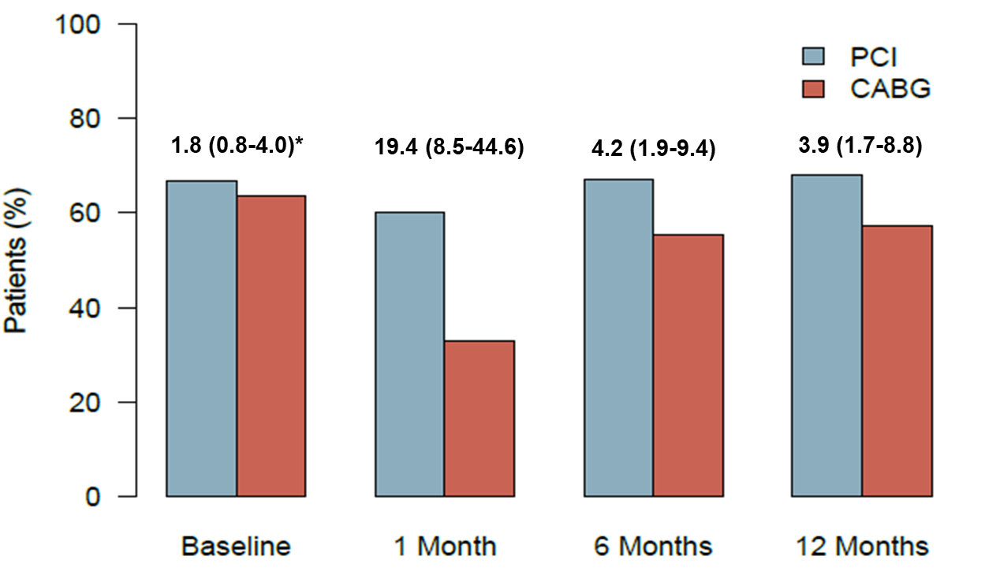 100
PCI
CABG
80
1.8 (0.8-4.0)*
19.4 (8.5-44.6)
4.2 (1.9-9.4)
3.9 (1.7-8.8)
Patients (%)
60
40
20
0
Baseline
1 Month
6 Months
12 Months